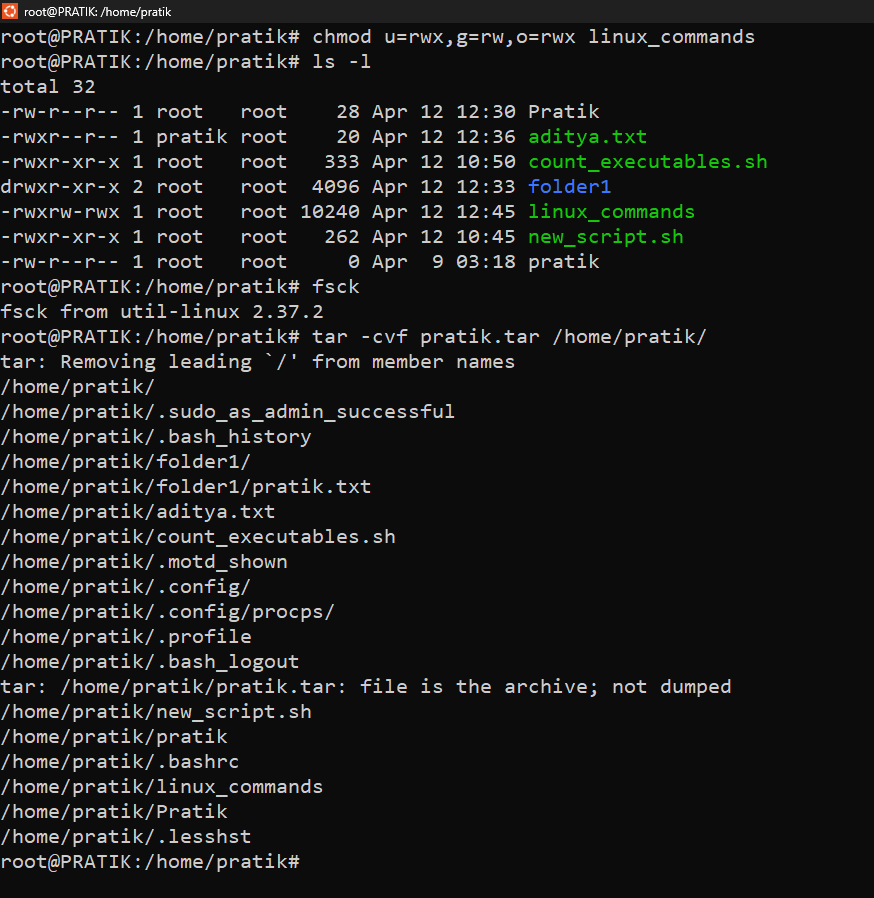 root@PRATIK: /home/pratik
root@PRATIK:/home/pratik# chmod u=rwx,g=rw,o=rwx linux_commands
root@PRATIK:/home/pratik# ls -l
total 32
-rw-r--r-- 1 root   root    28 Apr 12 12:30 Pratik
-rwxr--r-- 1 pratik root    20 Apr 12 12:36 aditya.txt
-rwxr-xr-x 1 root   root   333 Apr 12 10:50 count_executables.sh
drwxr-xr-x 2 root   root  4096 Apr 12 12:33 folder1
-rwxrw-rwx 1 root   root 10240 Apr 12 12:45 linux_commands
-rwxr-xr-x 1 root   root   262 Apr 12 10:45 new_script.sh
-rw-r--r-- 1 root   root     0 Apr  9 03:18 pratik
root@PRATIK:/home/pratik# fsck
fsck from util-linux 2.37.2
root@PRATIK:/home/pratik# tar -cvf pratik.tar /home/pratik/
tar: Removing leading `/' from member names
/home/pratik/
/home/pratik/.sudo_as_admin_successful
/home/pratik/.bash_history
/home/pratik/folder1/
/home/pratik/folder1/pratik.txt
/home/pratik/aditya.txt
/home/pratik/count_executables.sh
/home/pratik/.motd_shown
/home/pratik/.config/
/home/pratik/.config/procps/
/home/pratik/.profile
/home/pratik/.bash_logout
tar: /home/pratik/pratik.tar: file is the archive; not dumped
/home/pratik/new_script.sh
/home/pratik/pratik
/home/pratik/.bashrc
/home/pratik/linux_commands
/home/pratik/Pratik
/home/pratik/.lesshst
root@PRATIK:/home/pratik#